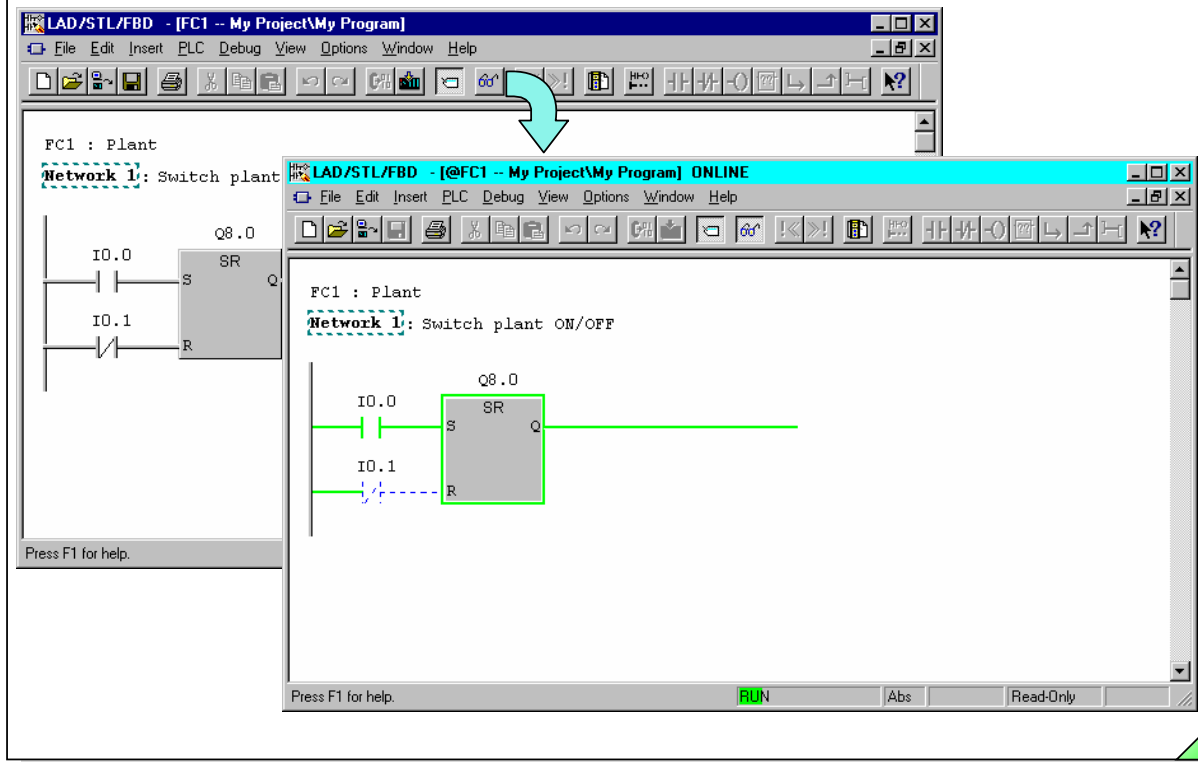 LAD/STL/FBD - [FC1 -- My Project\My Program]
File Edit Insert PLC Debug View Options Window Help
FC1 : Plant
Network 1: Switch plant
Q8.0
I0.0
SR
S Q
I0.1
R
Press F1 for help.
LAD/STL/FBD - [@FC1 -- My Project\My Program] ONLINE
File Edit Insert PLC Debug View Options Window Help
FC1 : Plant
Network 1: Switch plant ON/OFF
Q8.0
I0.0
SR
S Q
I0.1
R
Press F1 for help. RUN Abs Read-Only